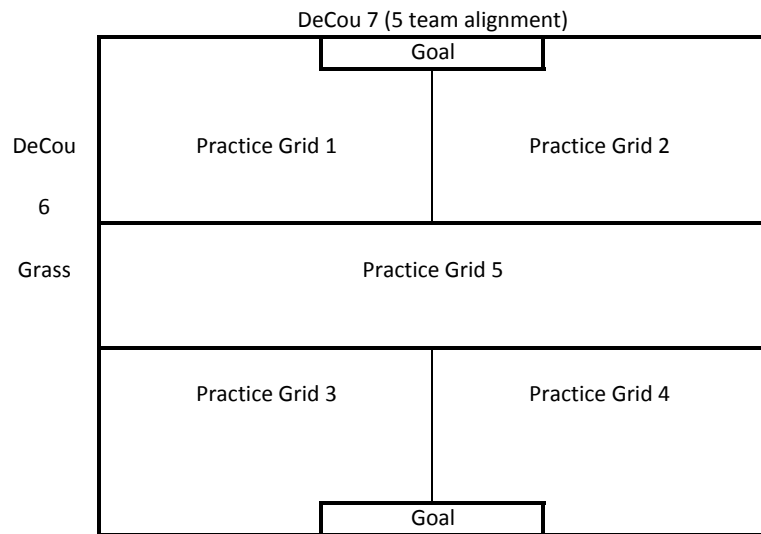 DeCou 7 (5 team alignment)
Goal
DeCou
Practice Grid 1
Practice Grid 2
6
Grass
Practice Grid 5
Practice Grid 3
Practice Grid 4
Goal